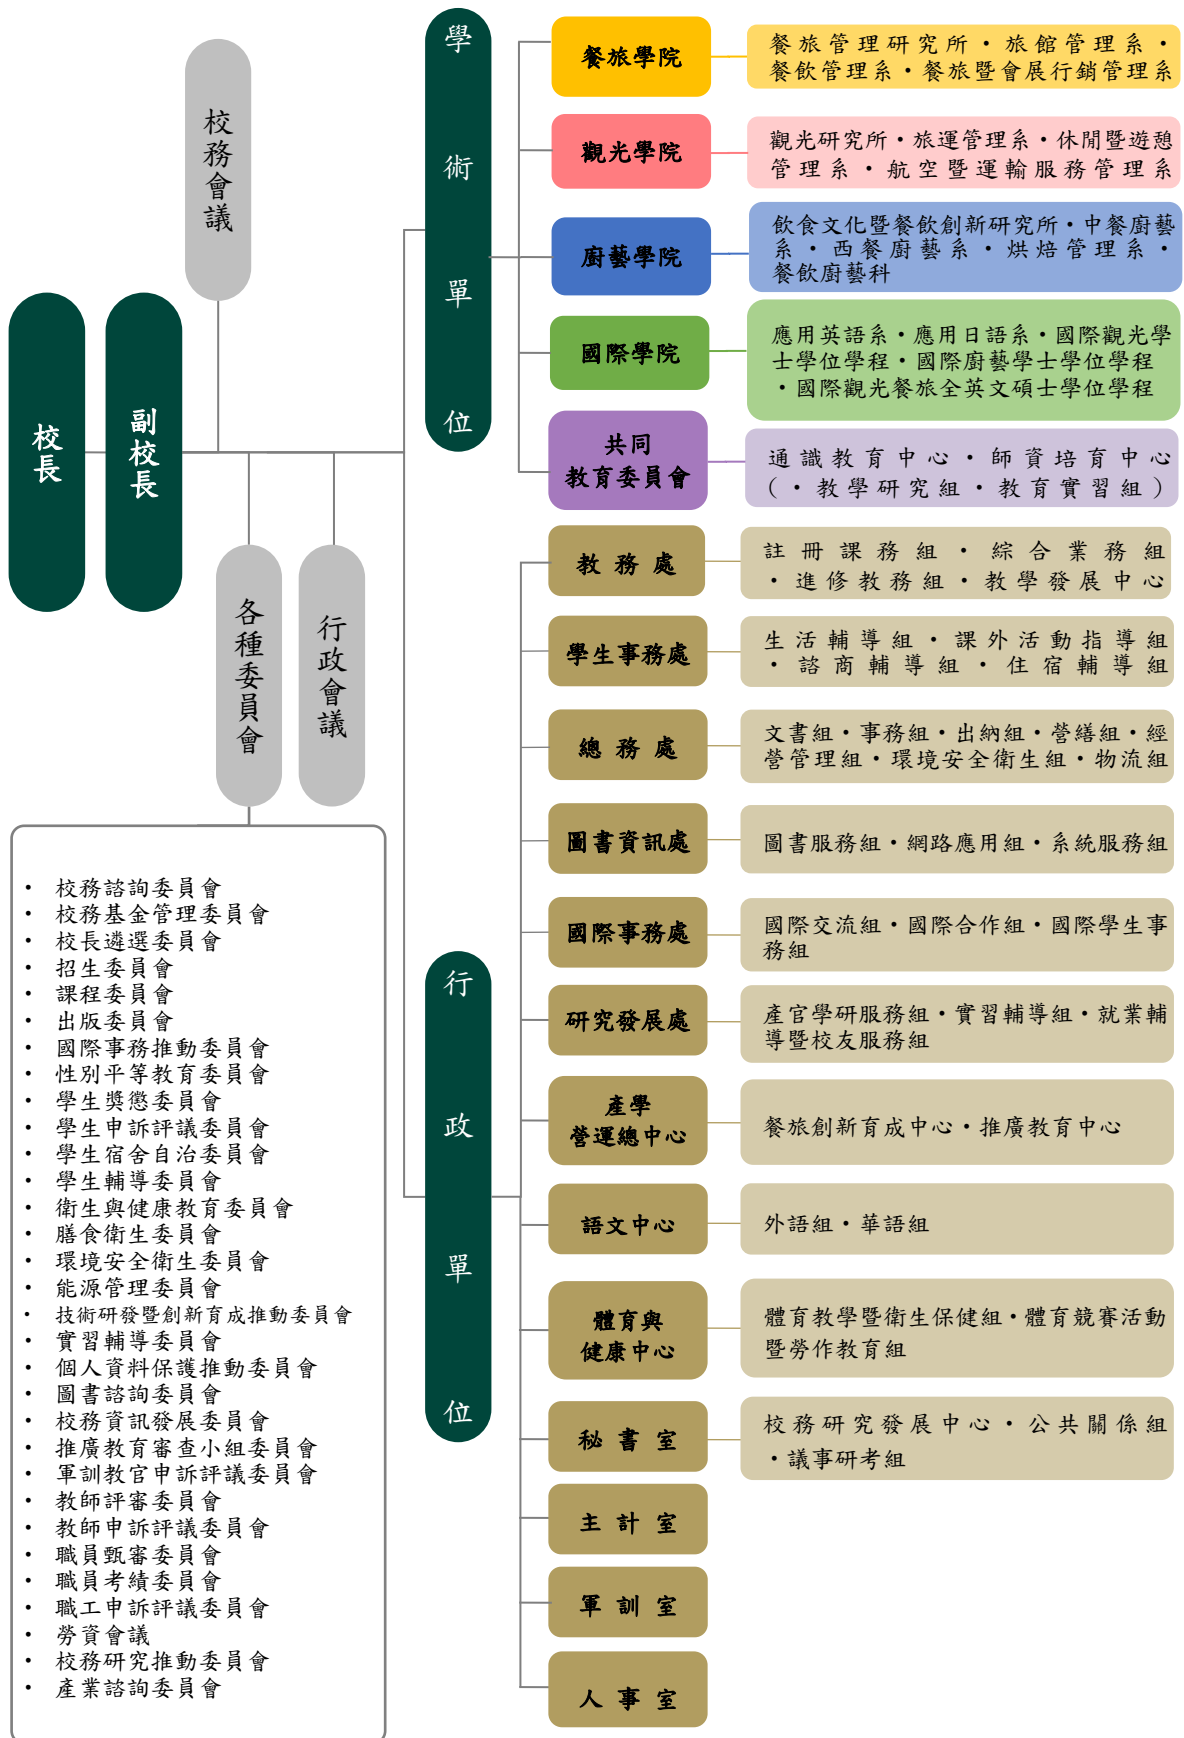 校長
副校長
校務會議
各種委員會
行政會議
• 校務諮詢委員會
• 校務基金管理委員會
• 校長遴選委員會
• 招生委員會
• 課程委員會
• 出版委員會
• 國際事務推動委員會
• 性別平等教育委員會
• 學生獎懲委員會
• 學生申訴評議委員會
• 學生宿舍自治委員會
• 學生輔導委員會
• 衛生與健康教育委員會
• 膳食衛生委員會
• 環境安全衛生委員會
• 能源管理委員會
• 技術研發暨創新育成推動委員會
• 實習輔導委員會
• 個人資料保護推動委員會
• 圖書諮詢委員會
• 校務資訊發展委員會
• 推廣教育審查小組委員會
• 軍訓教官申訴評議委員會
• 教師評審委員會
• 教師申訴評議委員會
• 職員甄審委員會
• 職員考績委員會
• 職工申訴評議委員會
• 勞資會議
• 校務研究推動委員會
• 產業諮詢委員會
學術單位
餐旅學院
餐旅管理研究所・旅館管理系・
餐飲管理系・餐旅暨會展行銷管理系
觀光學院
觀光研究所・旅運管理系・休閒暨遊憩
管理系・航空暨運輸服務管理系
廚藝學院
飲食文化暨餐飲創新研究所・中餐廚藝
系・西餐廚藝系・烘焙管理系・
餐飲廚藝科
國際學院
應用英語系・應用日語系・國際觀光學
士學位學程・國際廚藝學士學位學程
・國際觀光餐旅全英文碩士學位學程
共同
教育委員會
通識教育中心・師資培育中心
(・教學研究組・教育實習組)
行政單位
教務處
註冊課務組・綜合業務組
・進修教務組・教學發展中心
學生事務處
生活輔導組・課外活動指導組
・諮商輔導組・住宿輔導組
總務處
文書組・事務組・出納組・營繕組・經
營管理組・環境安全衛生組・物流組
圖書資訊處
圖書服務組・網路應用組・系統服務組
國際事務處
國際交流組・國際合作組・國際學生事
務組
研究發展處
產官學研服務組・實習輔導組・就業輔
導暨校友服務組
產學
營運總中心
餐旅創新育成中心・推廣教育中心
語文中心
外語組・華語組
體育與
健康中心
體育教學暨衛生保健組・體育競賽活動
暨勞作教育組
秘書室
校務研究發展中心・公共關係組
・議事研考組
主計室
軍訓室
人事室